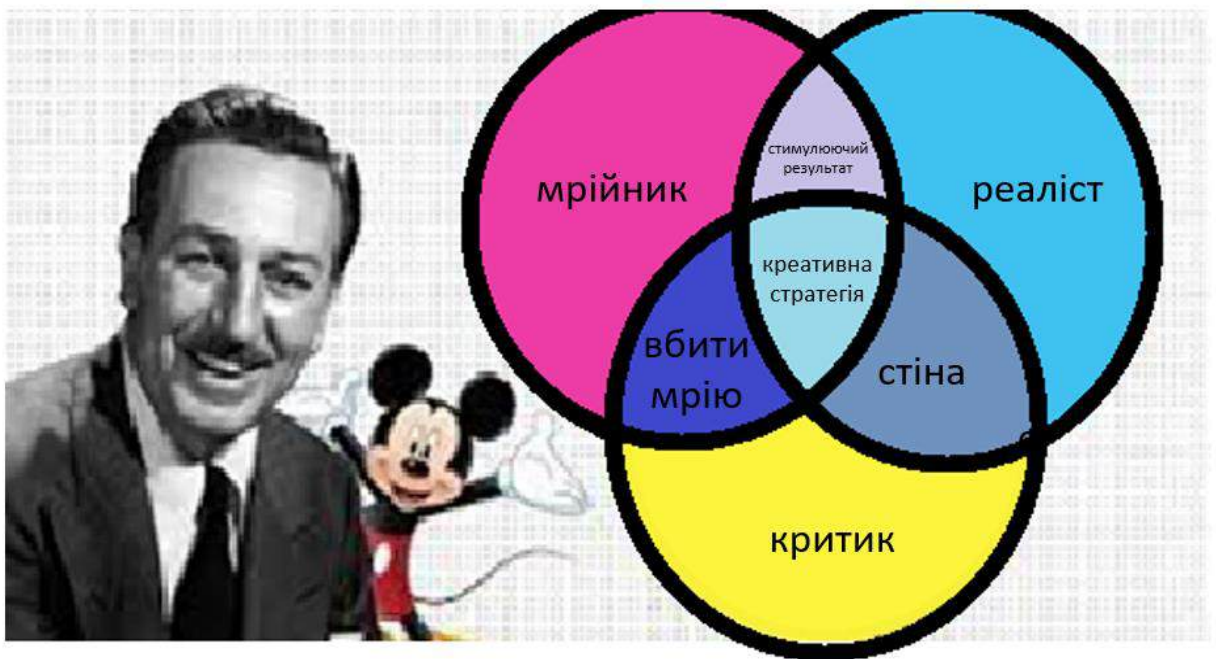 стимулюючий
результат
мрійник
реаліст
креативна
стратегія
вбити
мрію
стіна
критик